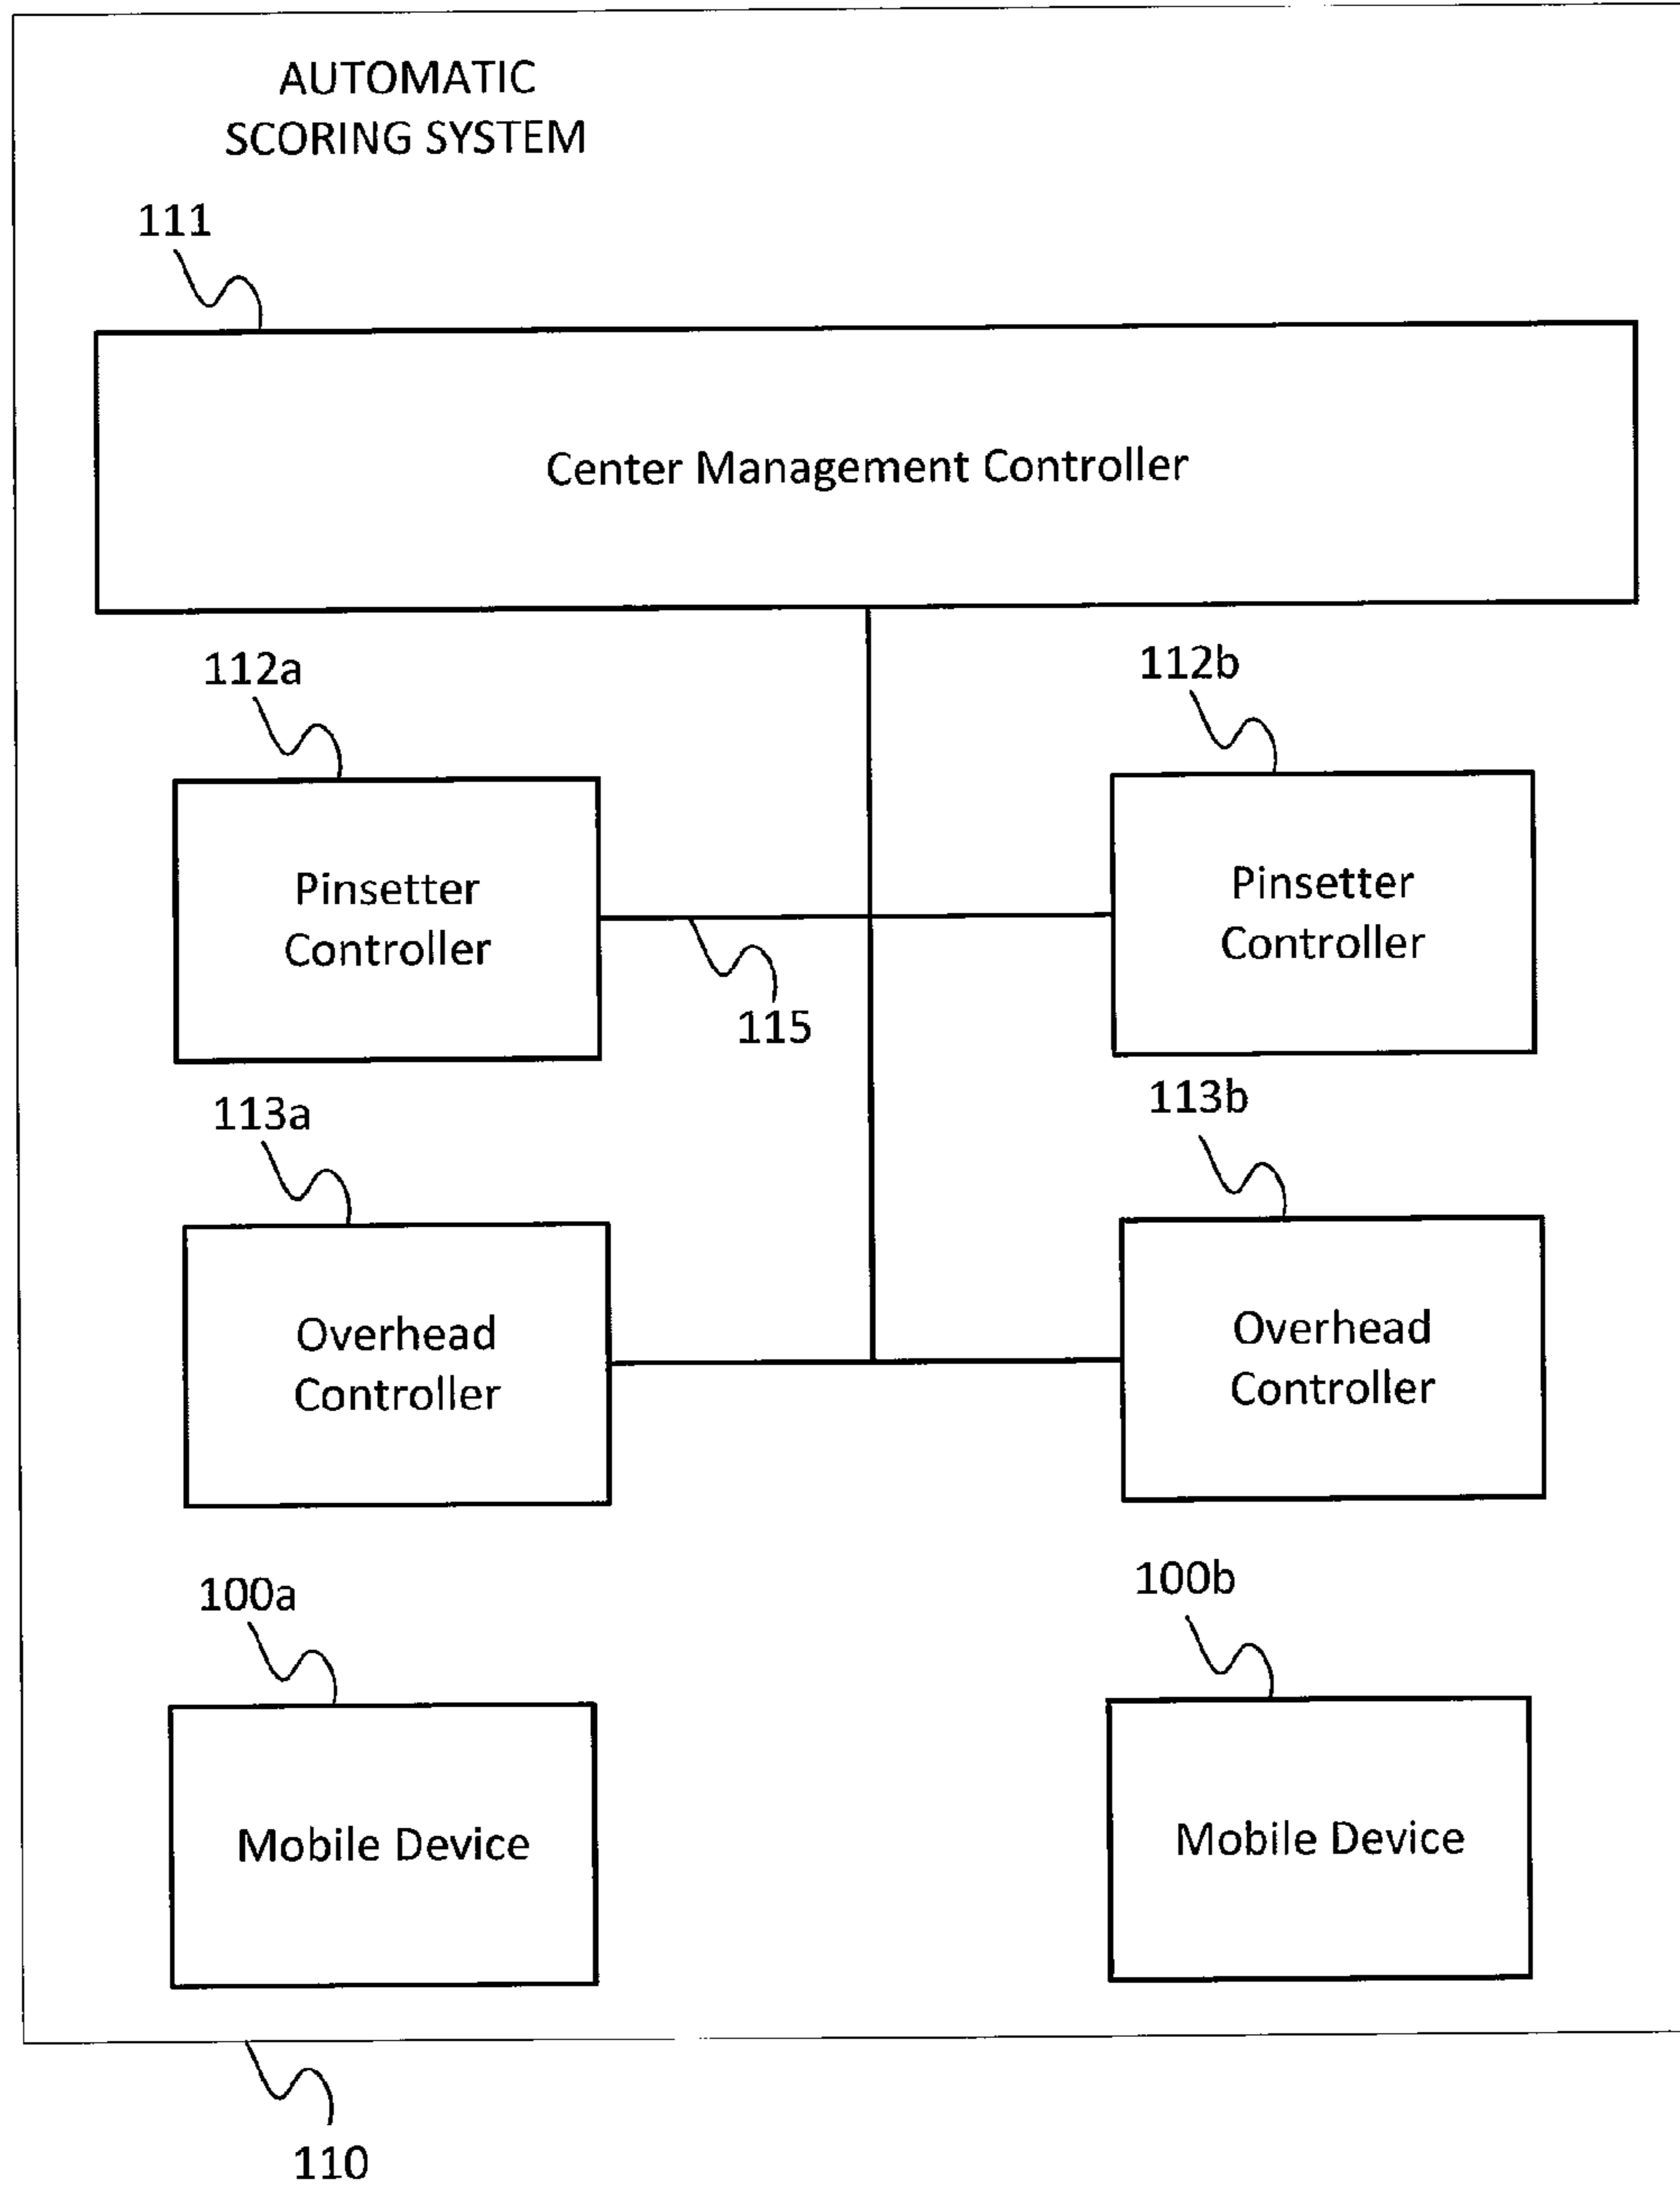 AUTOMATIC
SCORING SYSTEM
111
Center Management Controller
112a
112b
Pinsetter
Controller
Pinsetter
Controller
115
113a
113b
Overhead
Controller
Overhead
Controller
100a
100b
Mobile Device
Mobile Device
110